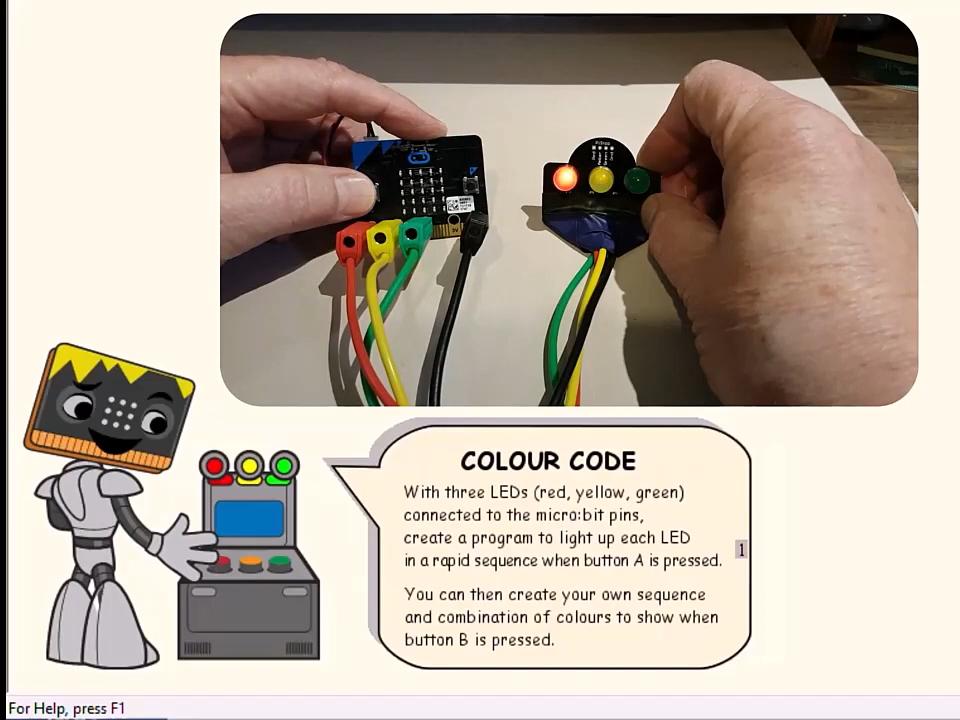 COLOUR CODE
With three LEDs (red, yellow, green)
connected to the micro:bit pins,
create a program to light up each LED
in a rapid sequence when button A is pressed.
1
You can then create your own sequence
and combination of colours to show when
button B is pressed.
For Help, press F1